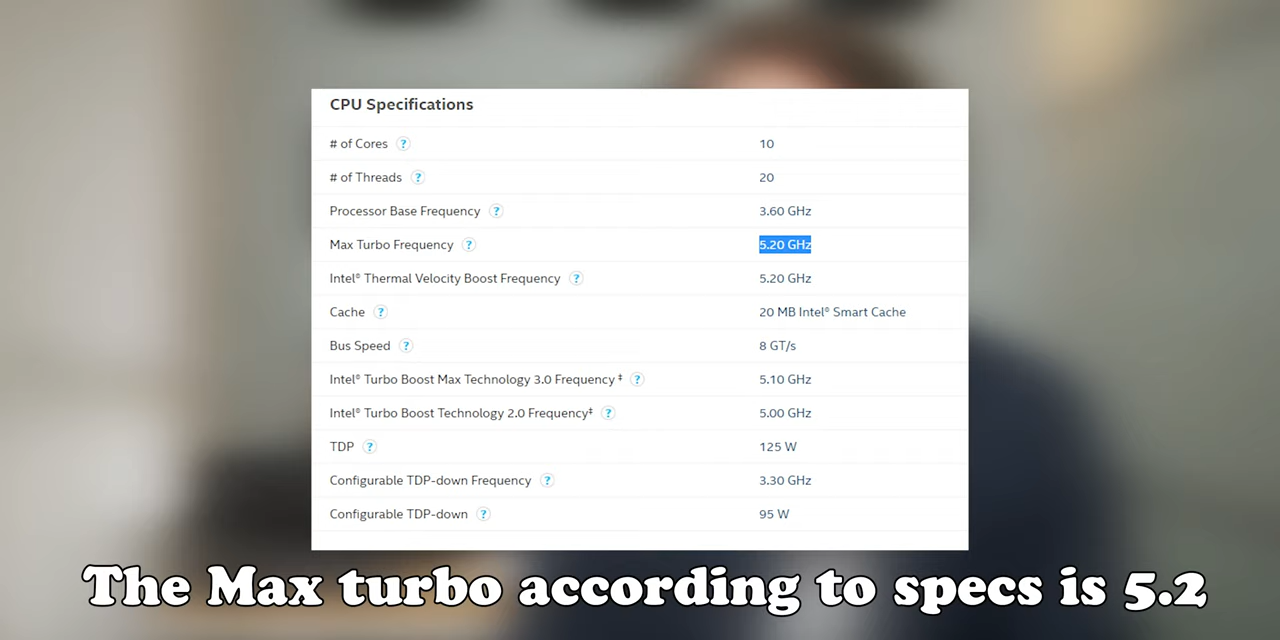 CPU Specifications
# of Cores ? 10
# of Threads ? 20
Processor Base Frequency ? 3.60 GHz
Max Turbo Frequency ? 5.20 GHz
Intel® Thermal Velocity Boost Frequency ? 5.20 GHz
Cache ? 20 MB Intel® Smart Cache
Bus Speed ? 8 GT/s
Intel® Turbo Boost Max Technology 3.0 Frequency ‡ ? 5.10 GHz
Intel® Turbo Boost Technology 2.0 Frequency‡ ? 5.00 GHz
TDP ? 125 W
Configurable TDP-down Frequency ? 3.30 GHz
Configurable TDP-down ? 95 W
The Max turbo according to specs is 5.2